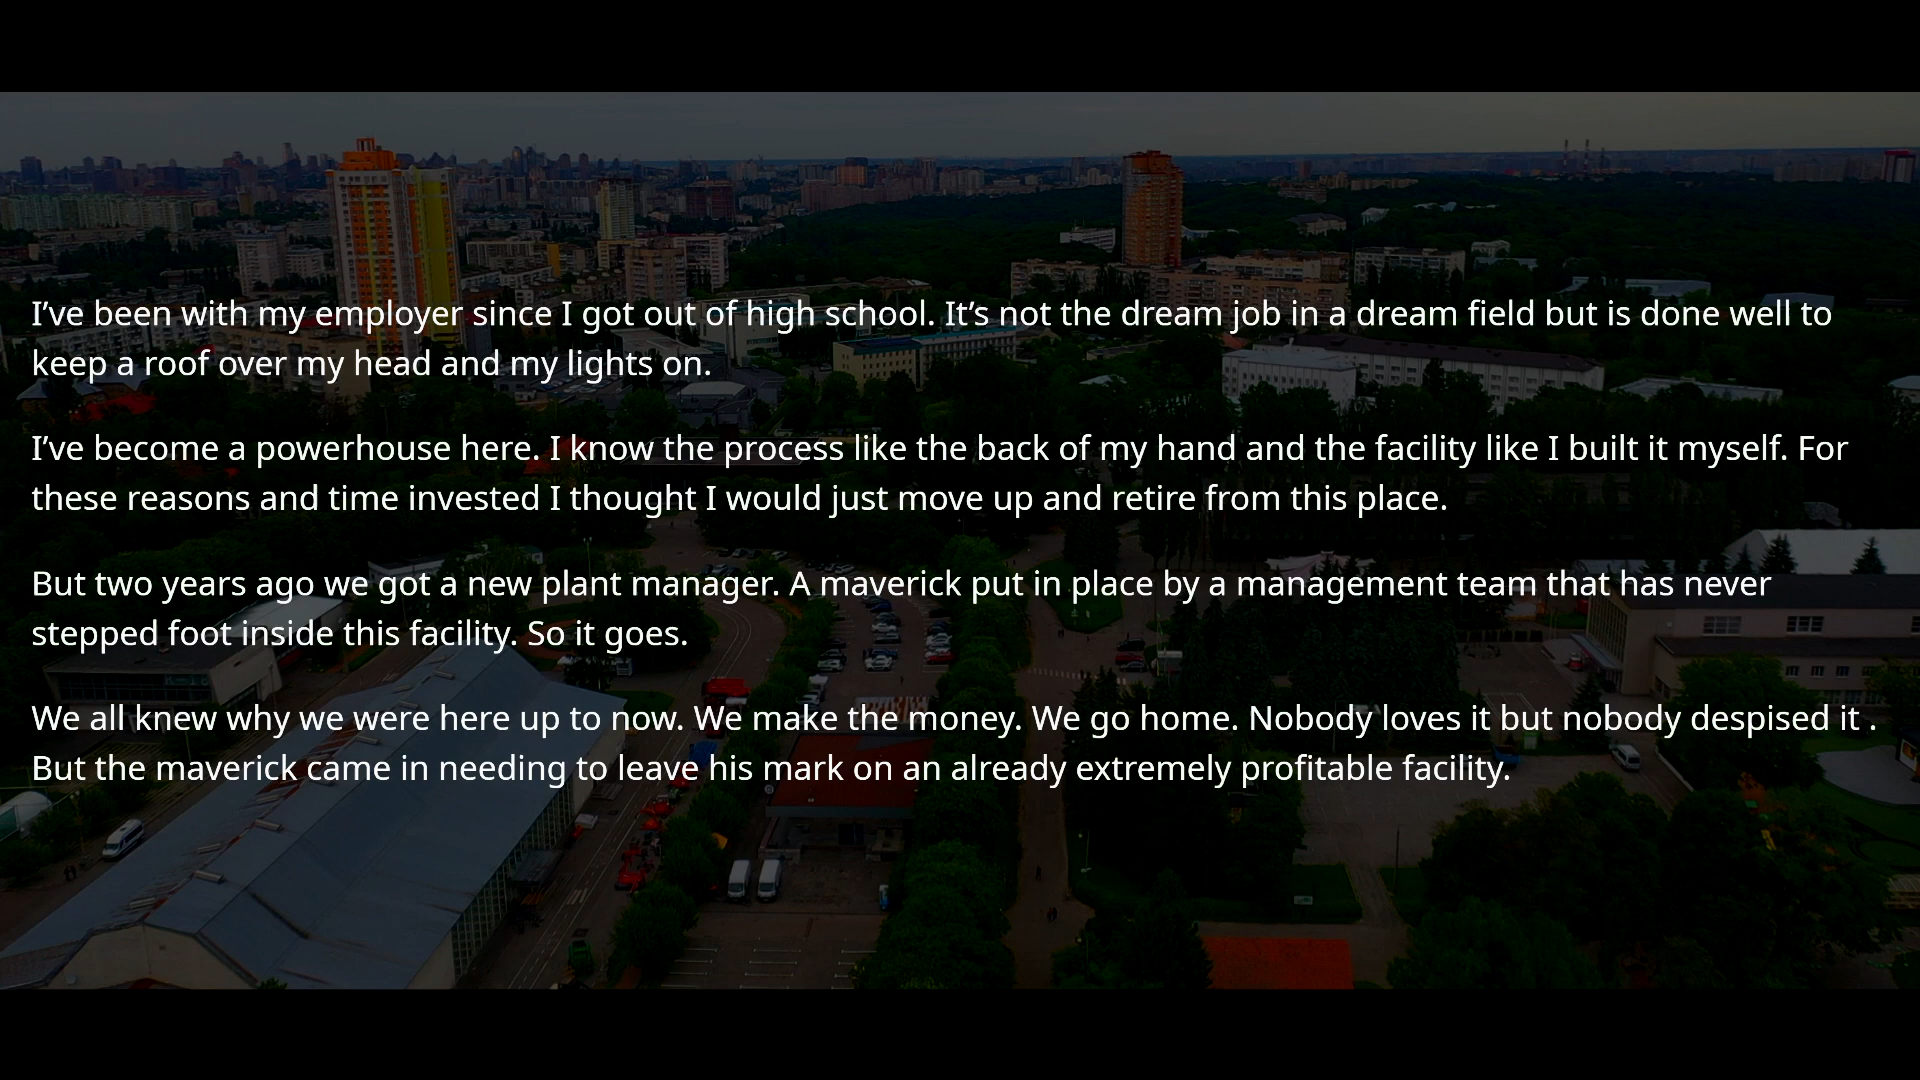 I’ve been with my employer since I got out of high school. It’s not the dream job in a dream field but is done well to
keep a roof over my head and my lights on.
I’ve become a powerhouse here. I know the process like the back of my hand and the facility like I built it myself. For
these reasons and time invested I thought I would just move up and retire from this place.
But two years ago we got a new plant manager. A maverick put in place by a management team that has never
stepped foot inside this facility. So it goes.
We all knew why we were here up to now. We make the money. We go home. Nobody loves it but nobody despised it .
But the maverick came in needing to leave his mark on an already extremely profitable facility.